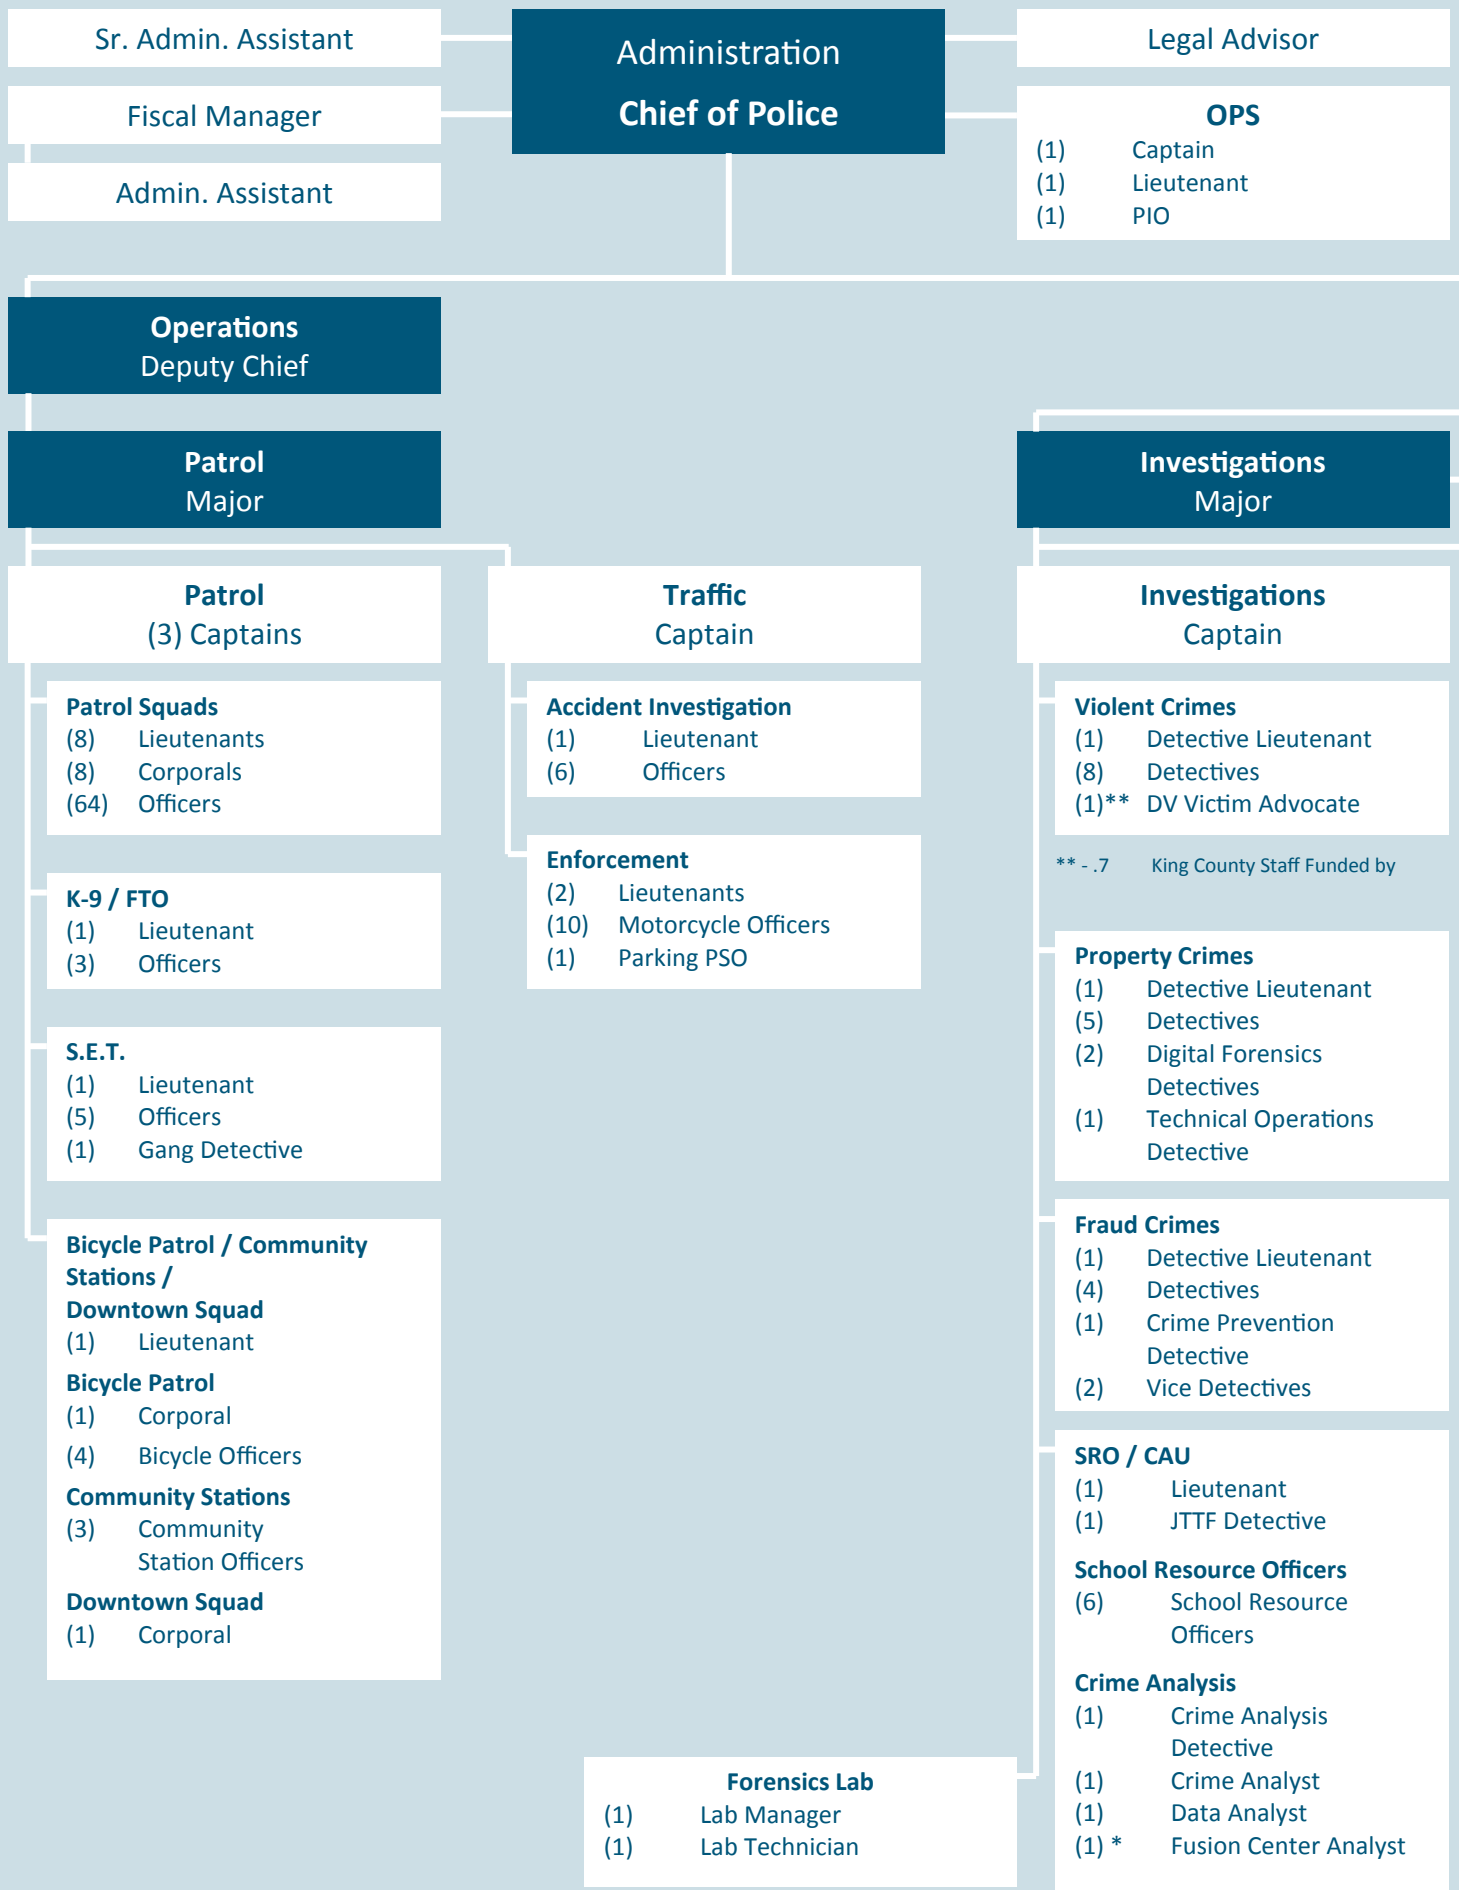 Sr. Admin. Assistant
Fiscal Manager
Admin. Assistant
Administration
Chief of Police
Legal Advisor
OPS
(1) Captain
(1) Lieutenant
(1) PIO
Operations
Deputy Chief
Patrol
Major
Investigations
Major
Patrol
(3) Captains
Patrol Squads
(8) Lieutenants
(8) Corporals
(64) Officers
K-9 / FTO
(1) Lieutenant
(3) Officers
S.E.T.
(1) Lieutenant
(5) Officers
(1) Gang Detective
Bicycle Patrol / Community
Stations /
Downtown Squad
(1) Lieutenant
Bicycle Patrol
(1) Corporal
(4) Bicycle Officers
Community Stations
(3) Community
Station Officers
Downtown Squad
(1) Corporal
Traffic
Captain
Accident Investigation
(1) Lieutenant
(6) Officers
Enforcement
(2) Lieutenants
(10) Motorcycle Officers
(1) Parking PSO
Investigations
Captain
Violent Crimes
(1) Detective Lieutenant
(8) Detectives
(1)** DV Victim Advocate
** - .7 King County Staff Funded by
Property Crimes
(1) Detective Lieutenant
(5) Detectives
(2) Digital Forensics
Detectives
(1) Technical Operations
Detective
Fraud Crimes
(1) Detective Lieutenant
(4) Detectives
(1) Crime Prevention
Detective
(2) Vice Detectives
SRO / CAU
(1) Lieutenant
(1) JTTF Detective
School Resource Officers
(6) School Resource
Officers
Crime Analysis
(1) Crime Analysis
Detective
(1) Crime Analyst
(1) Data Analyst
(1) * Fusion Center Analyst
Forensics Lab
(1) Lab Manager
(1) Lab Technician